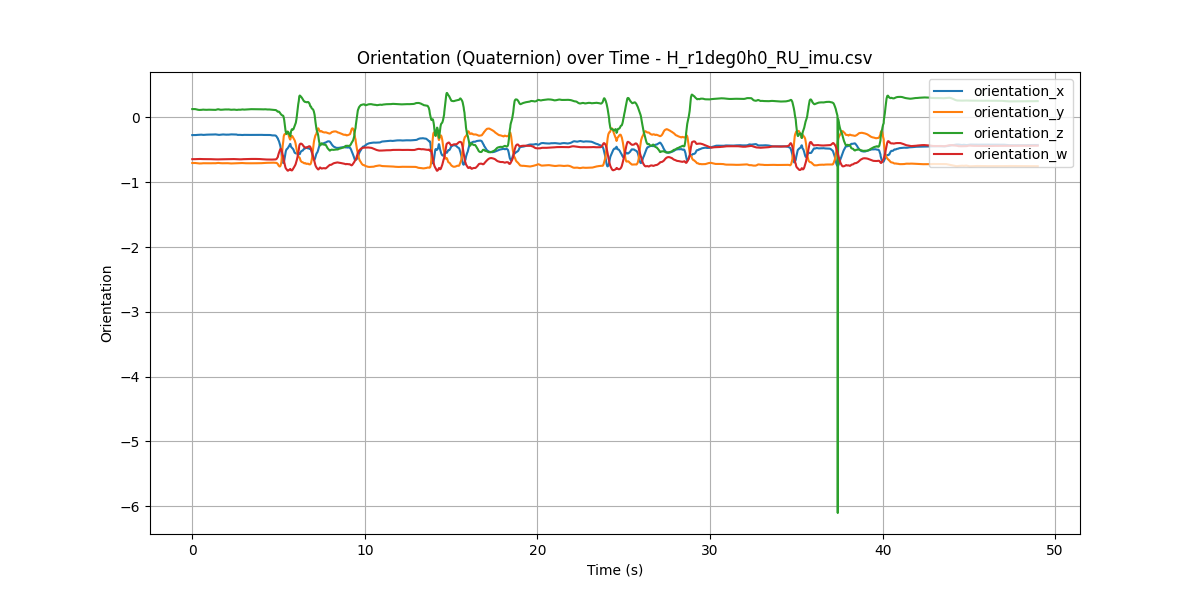 Orientation (Quaternion) over Time - H_r1deg0h0_RU_imu.csv
orientation_x
orientation_y
orientation_z
orientation_w
Orientation
0
−1
−2
−3
−4
−5
−6
0
10
20
30
40
50
Time (s)